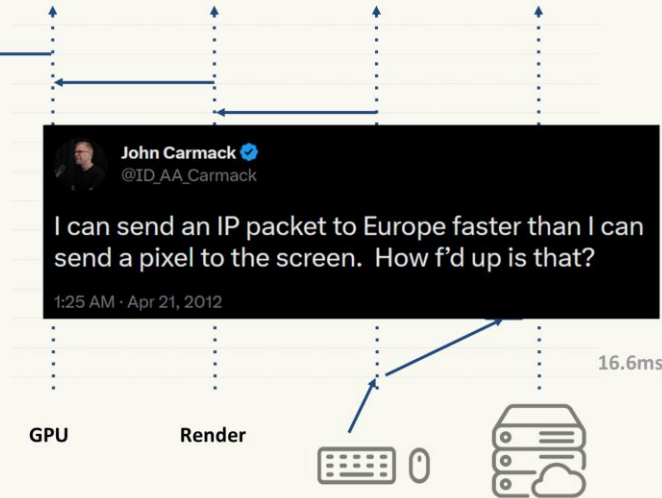 John Carmack
@ID_AA_Carmack
I can send an IP packet to Europe faster than I can
send a pixel to the screen.  How f’d up is that?
1:25 AM · Apr 21, 2012
16.6ms
GPU
Render